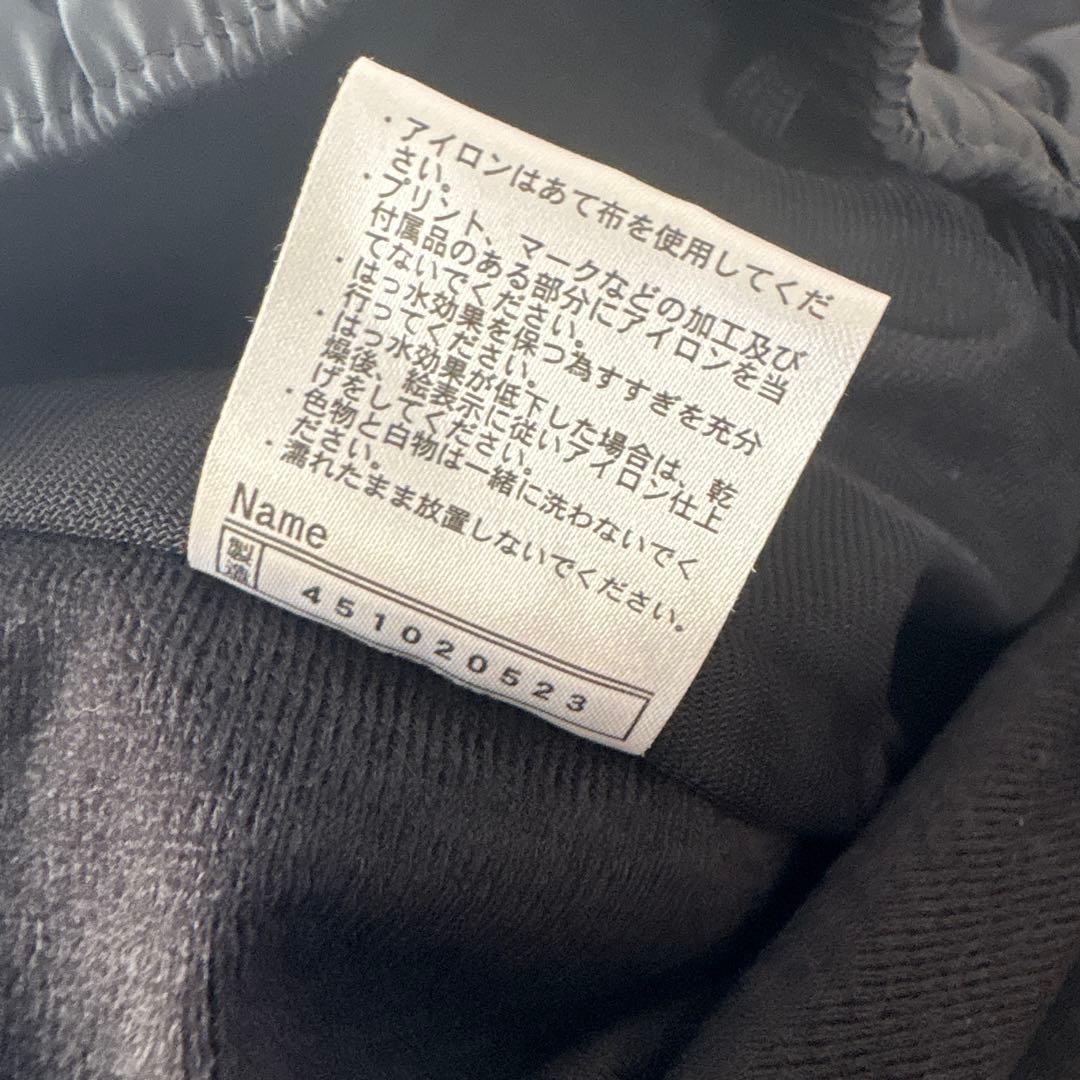 ・アイロンはあて布を使用してくだ
さい。
・プリント、マークなどの加工及び
付属品のある部分にアイロンを当
てないでください。
・はっ水効果を保つ為すすぎを充分
行ってください。
・はっ水効果が低下した場合は、乾
燥後、絵表示に従いアイロン仕上
げをしてください。
・色物と白物は一緒に洗わないでく
ださい。
・濡れたまま放置しないでください。
Name
製造
451020523